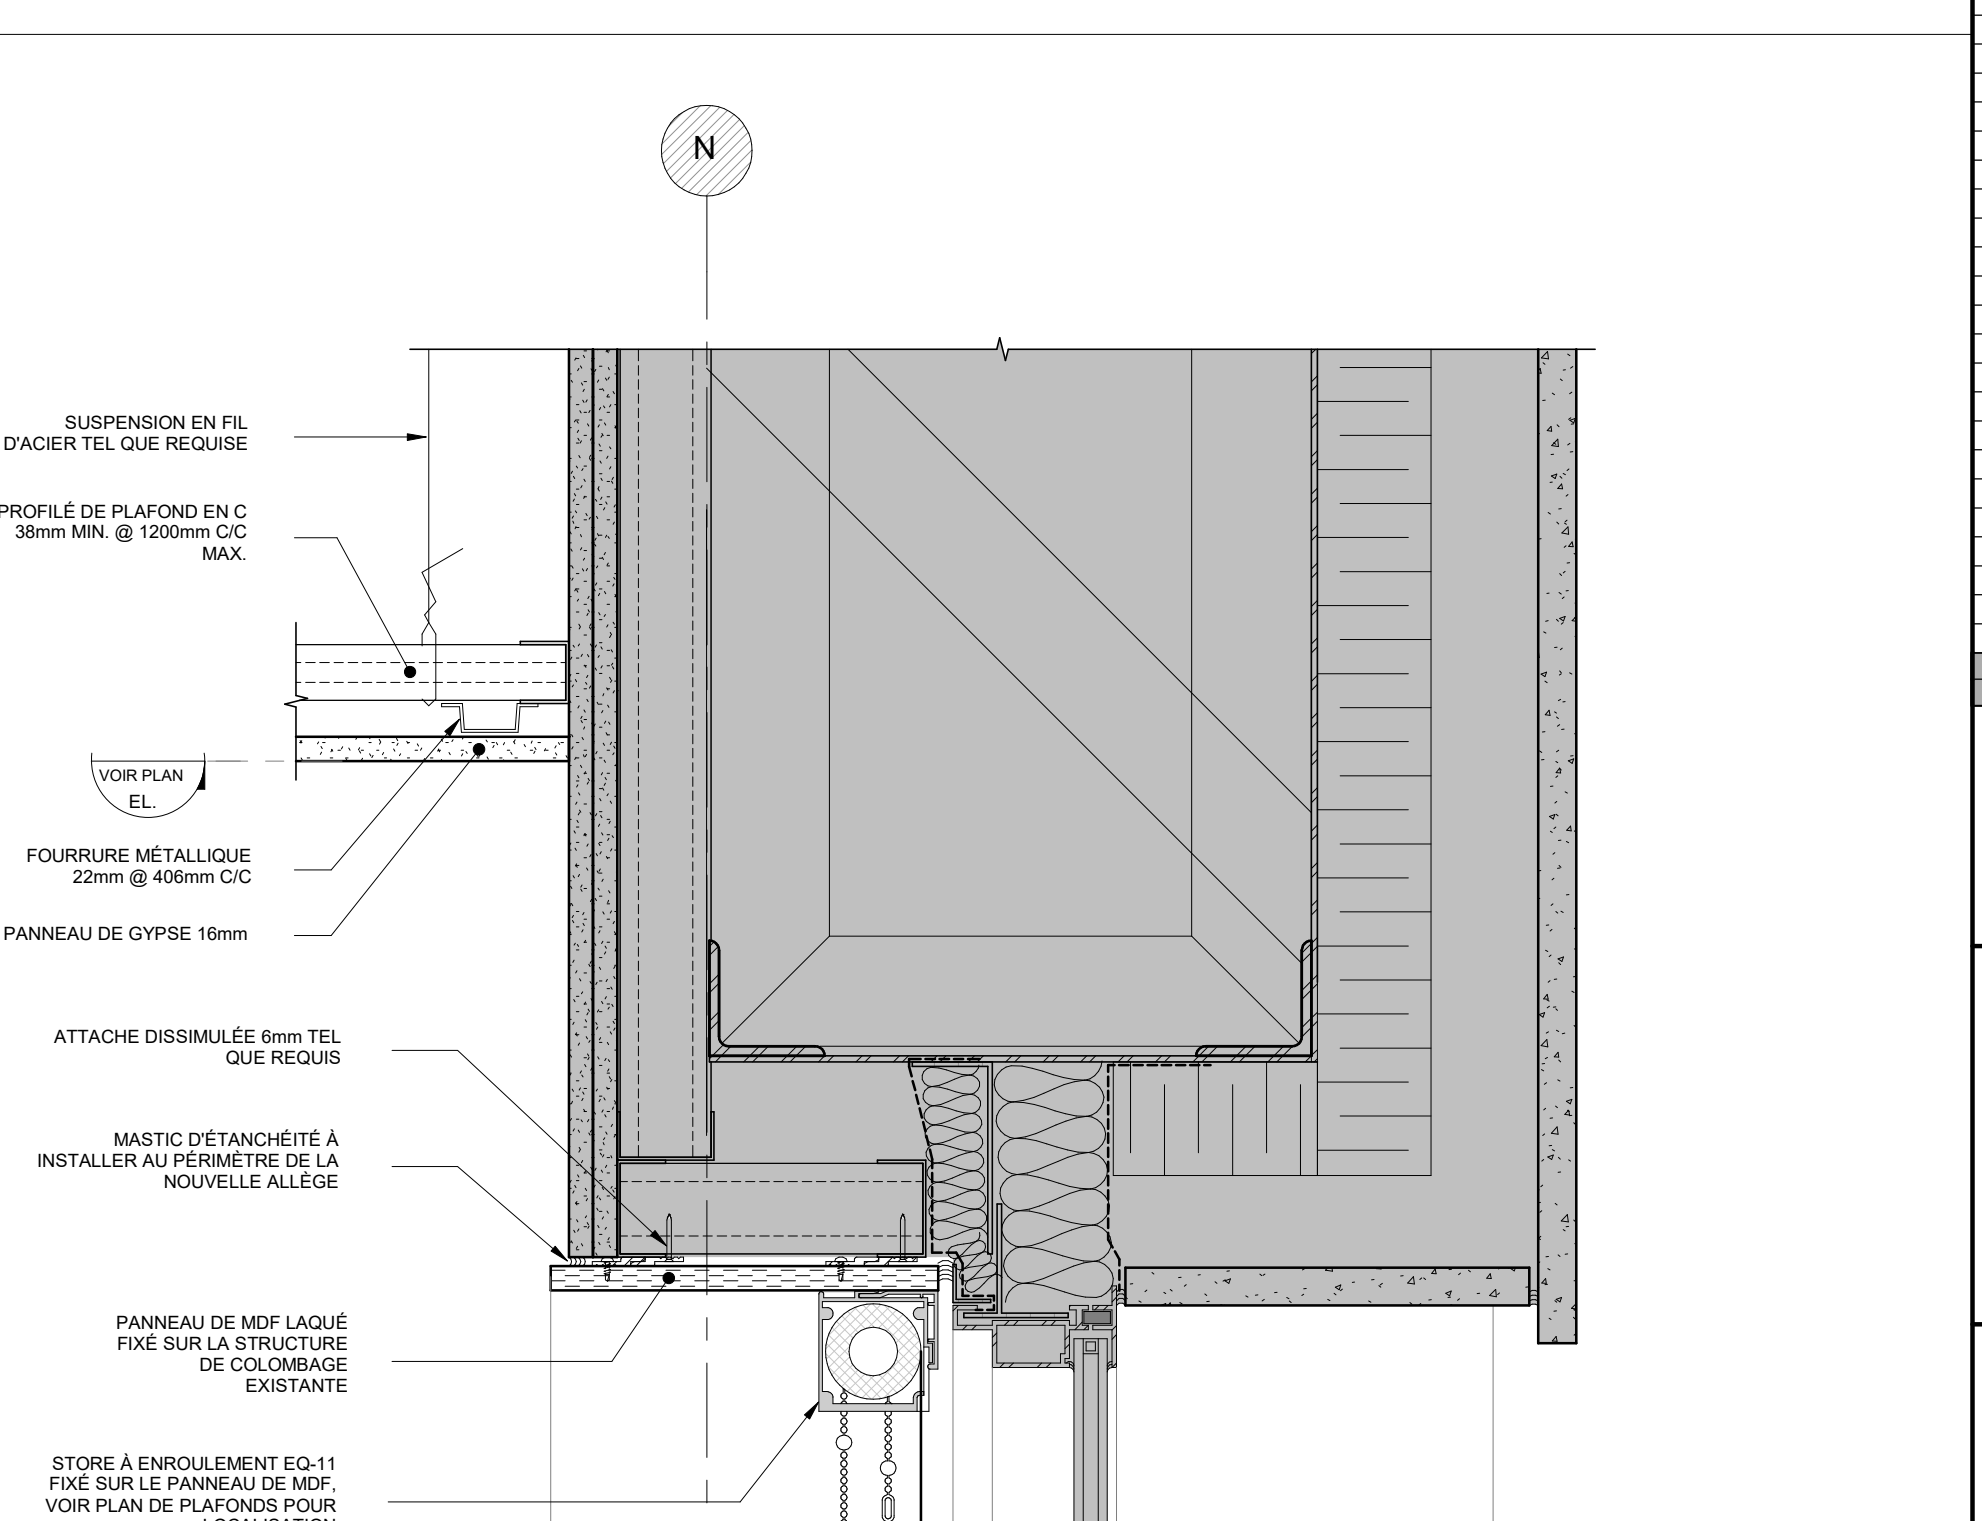 N
SUSPENSION EN FIL
D'ACIER TEL QUE REQUISE
PROFILÉ DE PLAFOND EN C
38mm MIN. @ 1200mm C/C
MAX.
VOIR PLAN
EL.
FOURRURE MÉTALLIQUE
22mm @ 406mm C/C
PANNEAU DE GYPSE 16mm
ATTACHE DISSIMULÉE 6mm TEL
QUE REQUIS
MASTIC D'ÉTANCHÉITÉ À
INSTALLER AU PÉRIMÈTRE DE LA
NOUVELLE ALLÈGE
PANNEAU DE MDF LAQUÉ
FIXÉ SUR LA STRUCTURE
DE COLOMBAGE
EXISTANTE
STORE À ENROULEMENT EQ-11
FIXÉ SUR LE PANNEAU DE MDF,
VOIR PLAN DE PLAFONDS POUR
LOCALISATION